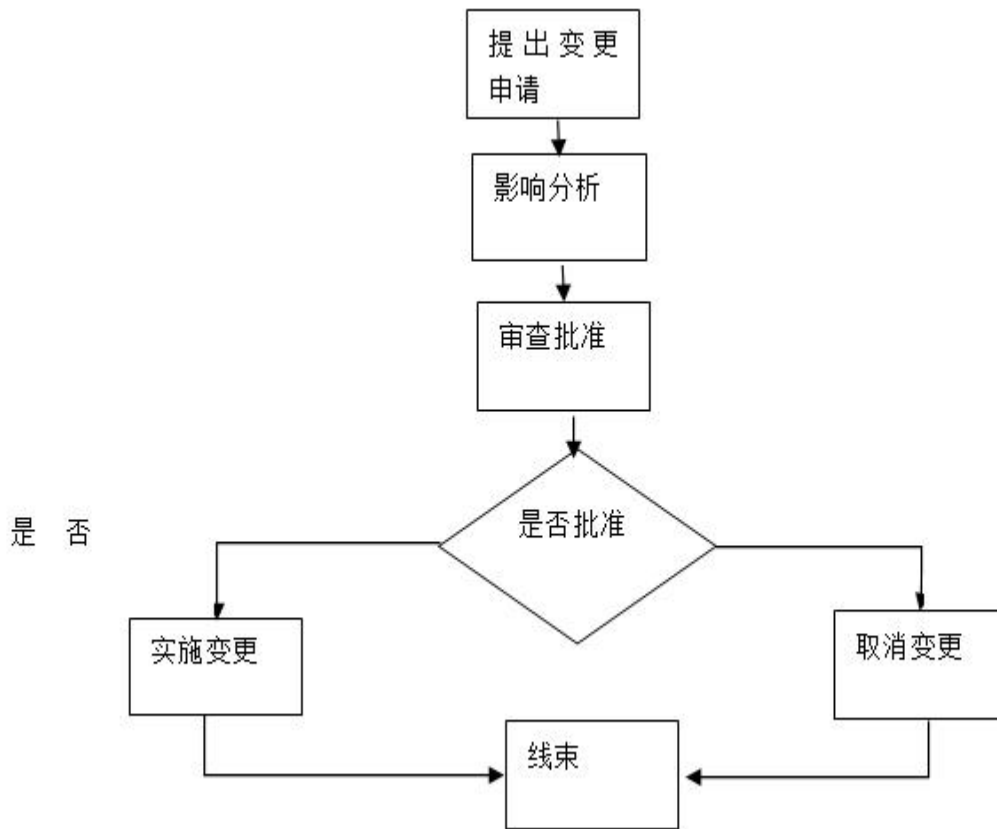 提出变更
申请
影响分析
审查批准
是否批准
是 否
实施变更
取消变更
线束